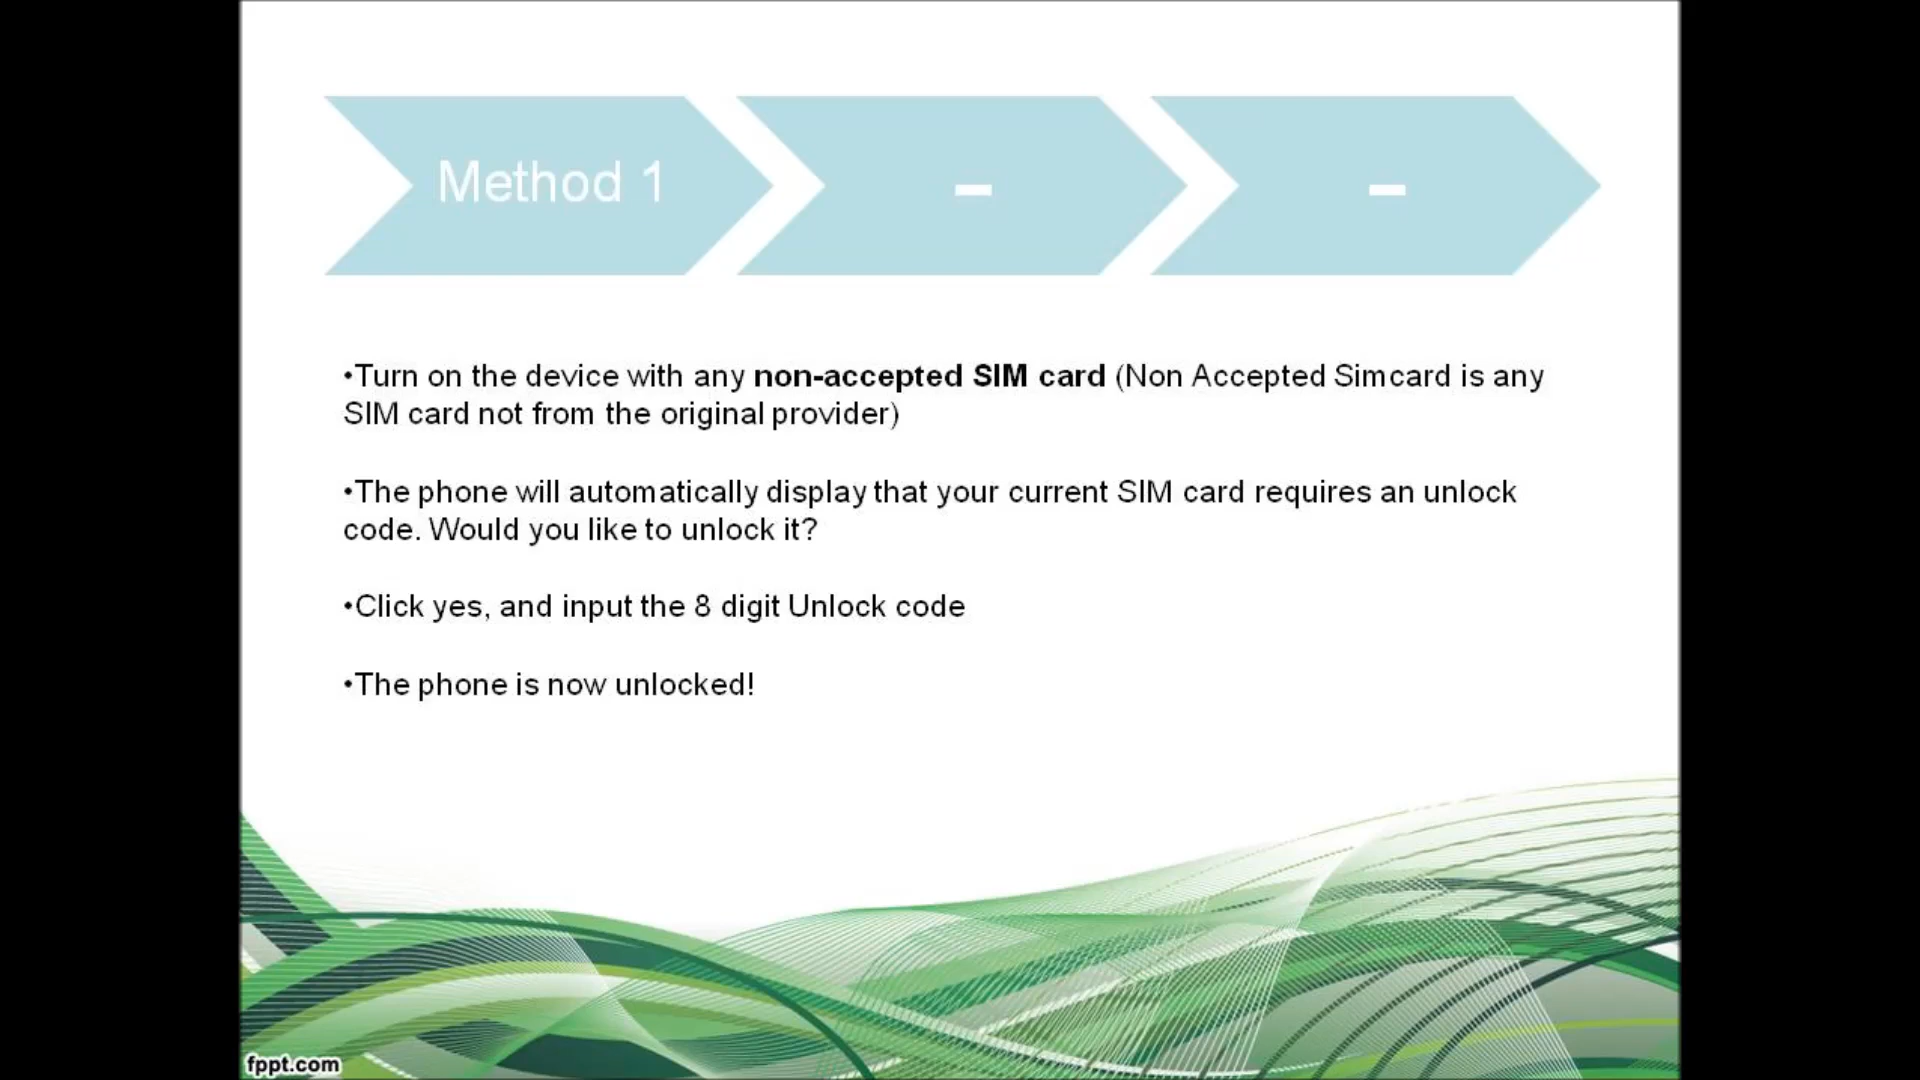 Method 1
-
-
•Turn on the device with any non-accepted SIM card (Non Accepted Simcard is any
SIM card not from the original provider)
•The phone will automatically display that your current SIM card requires an unlock
code. Would you like to unlock it?
•Click yes, and input the 8 digit Unlock code
•The phone is now unlocked!
fppt.com